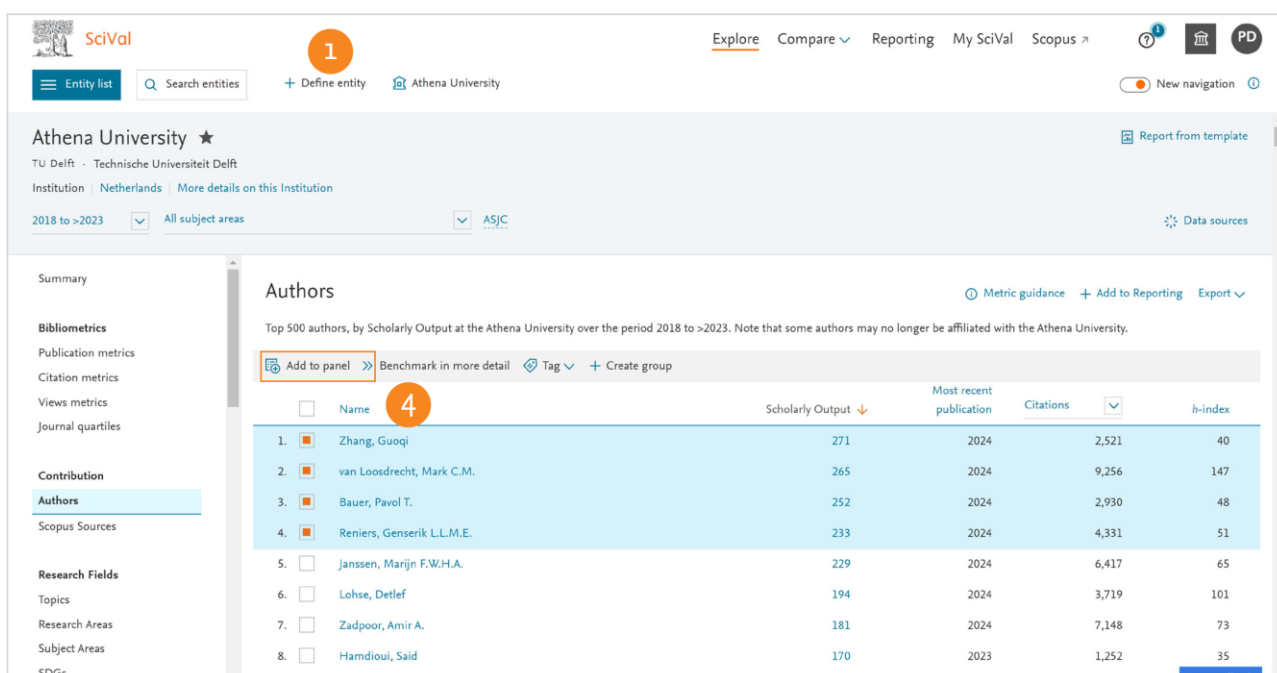 SciVal
1
Explore Compare Reporting My SciVal Scopus ↗ ? 1 PD
Entity list Search entities + Define entity Athena University New navigation
Athena University ★ Report from template
TU Delft · Technische Universiteit Delft
Institution | Netherlands | More details on this Institution
2018 to >2023 All subject areas ASJC Data sources
Summary
Bibliometrics
Publication metrics
Citation metrics
Views metrics
Journal quartiles
Contribution
Authors
Scopus Sources
Research Fields
Topics
Research Areas
Subject Areas
SDGs
Authors Metric guidance + Add to Reporting Export
Top 500 authors, by Scholarly Output at the Athena University over the period 2018 to >2023. Note that some authors may no longer be affiliated with the Athena University.
Add to panel » Benchmark in more detail Tag + Create group
4
Name Scholarly Output ↓ Most recent publication Citations h-index
1. Zhang, Guoqi 271 2024 2,521 40
2. van Loosdrecht, Mark C.M. 265 2024 9,256 147
3. Bauer, Pavol T. 252 2024 2,930 48
4. Reniers, Genserik L.L.M.E. 233 2024 4,331 51
5. Janssen, Marijn F.W.H.A. 229 2024 6,417 65
6. Lohse, Detlef 194 2024 3,719 101
7. Zadpoor, Amir A. 181 2024 7,148 73
8. Hamdioui, Said 170 2023 1,252 35